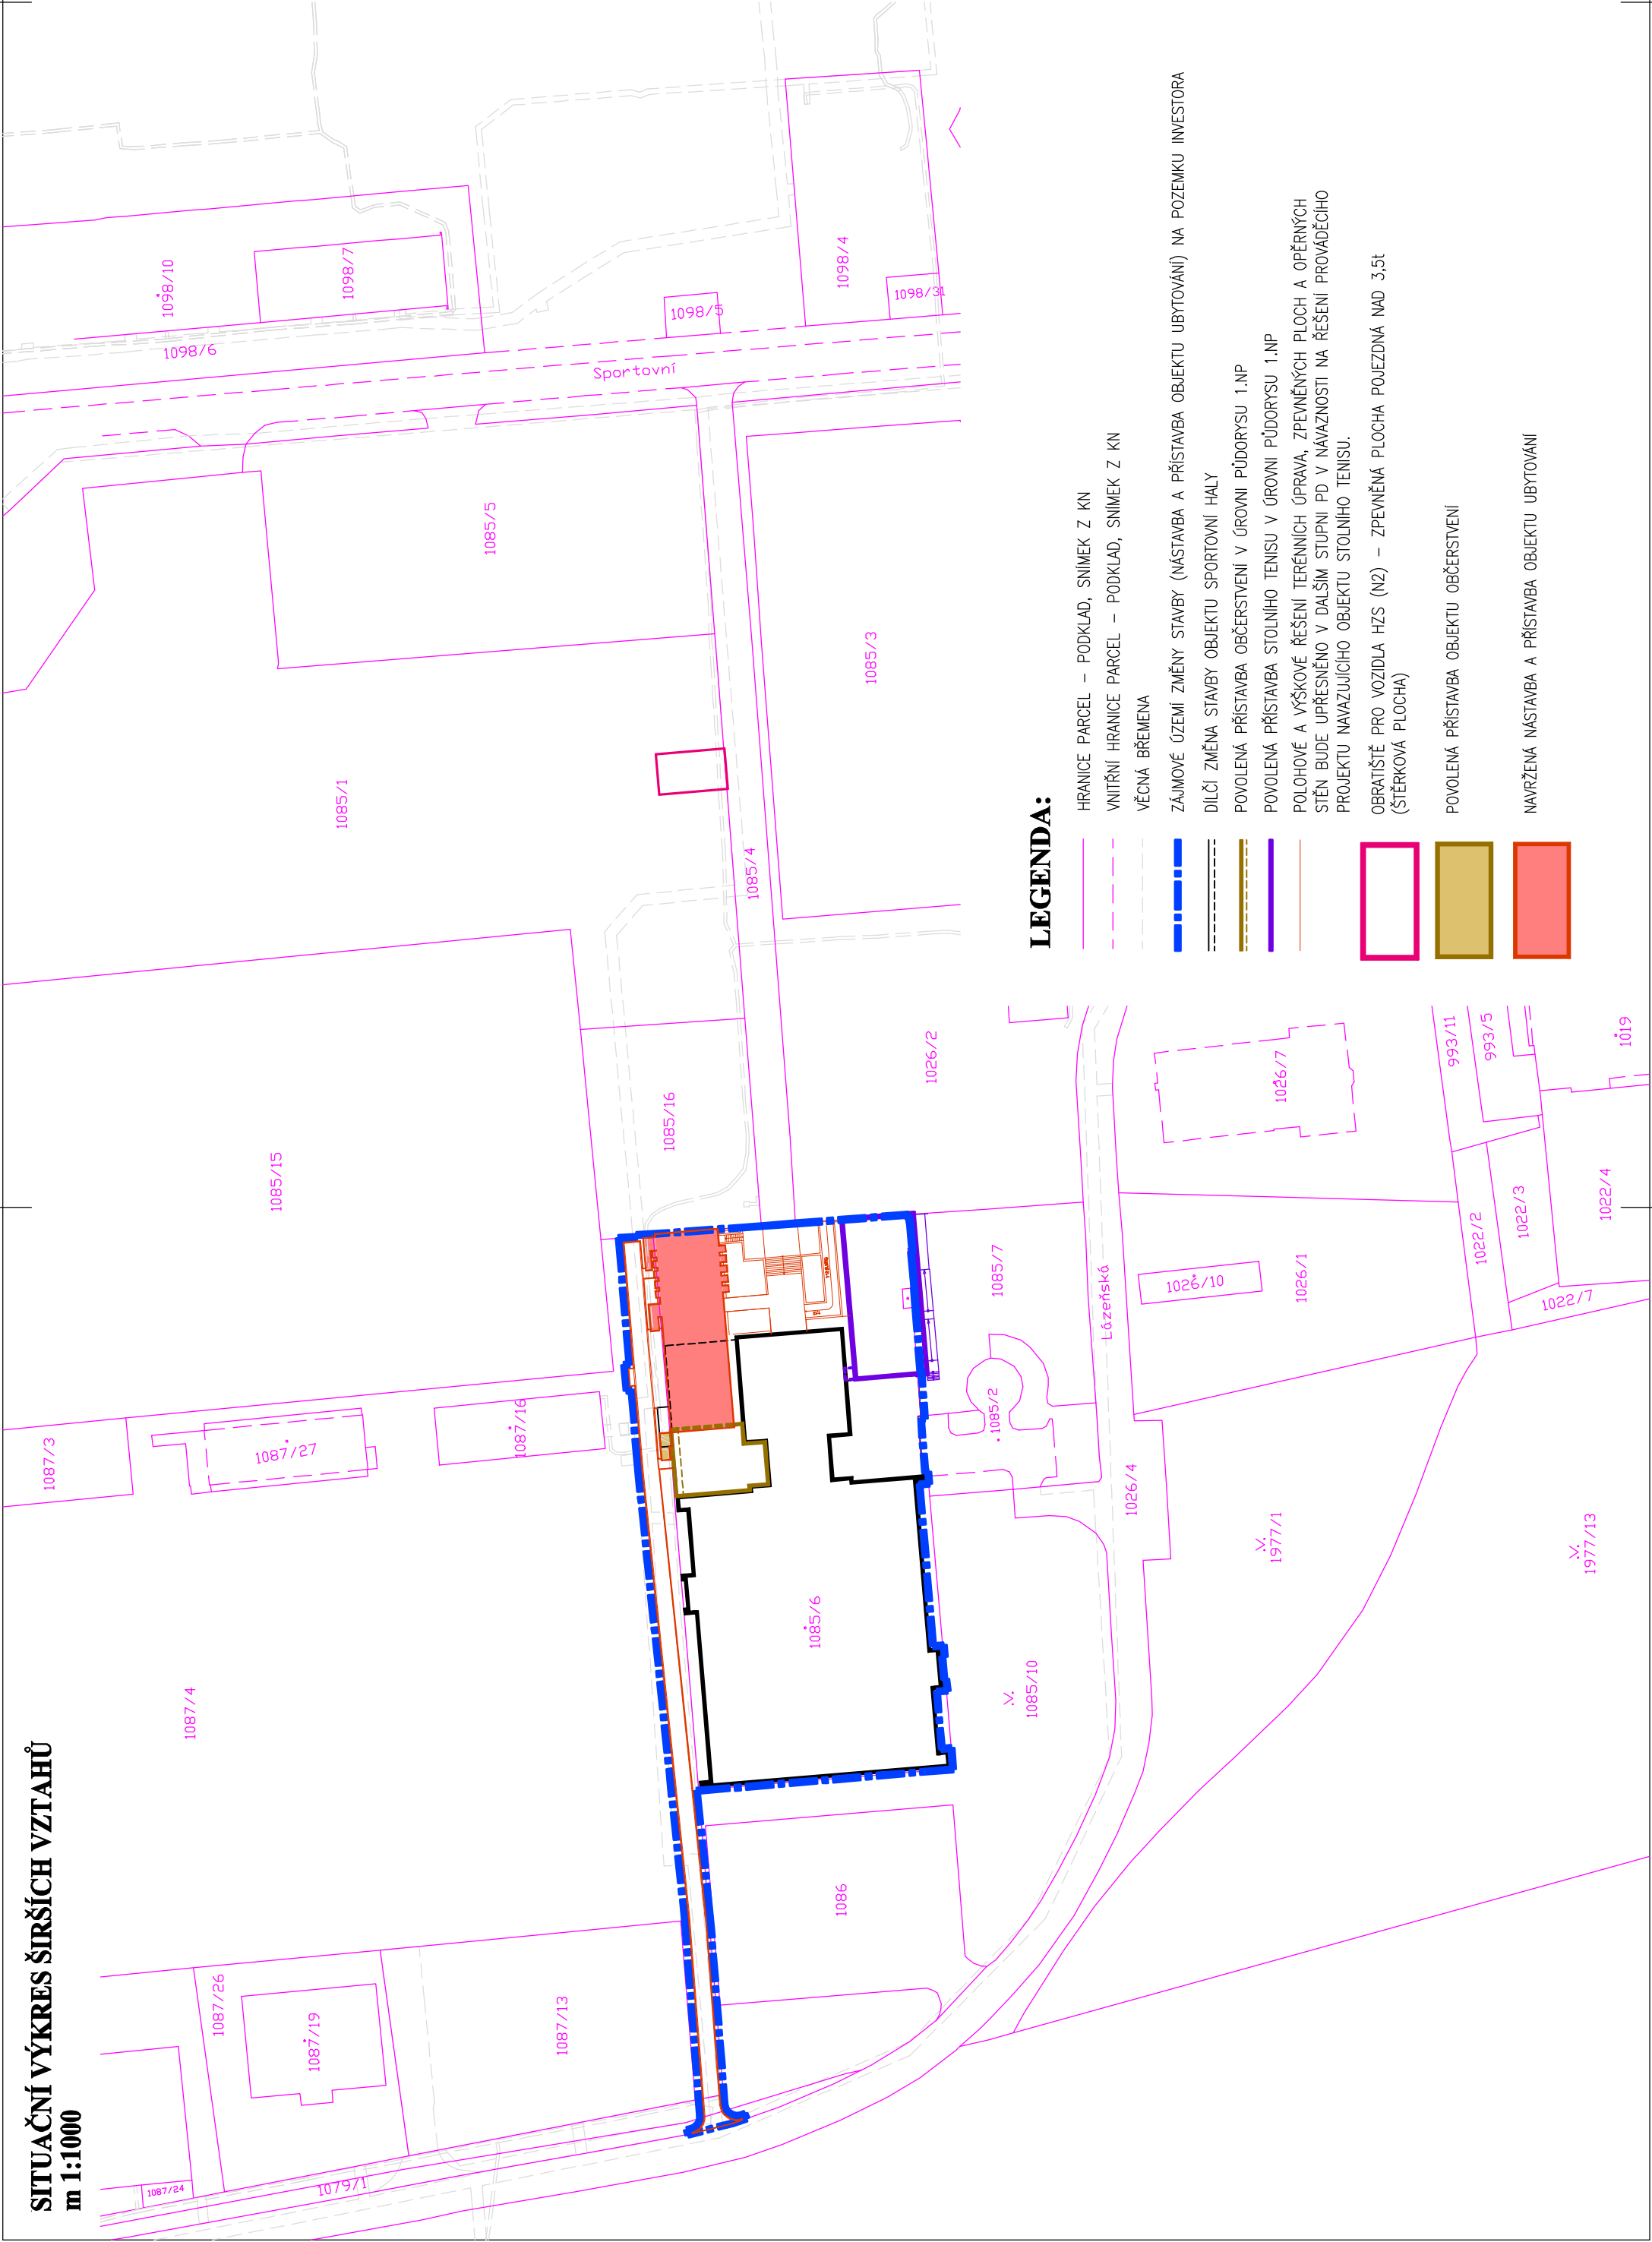 SITUAČNÍ VÝKRES ŠIRŠÍCH VZTAHŮ
m 1:1000
1087/24
1079/1
1087/26
1087/19
1087/13
1086
1087/4
1087/3
1087/27
1087/16
1085/6
1085/10
1085/2
1085/7
1085/15
1085/16
1085/1
1085/4
1085/5
1085/3
1098/6
1098/10
1098/7
1098/5
1098/4
1098/31
Sportovní
Lázeňská
1026/2
1026/7
1026/10
1026/1
1026/4
1977/1
1977/13
993/11
993/5
1019
1022/2
1022/3
1022/4
1022/7
LEGENDA:
HRANICE PARCEL – PODKLAD, SNÍMEK Z KN
VNITŘNÍ HRANICE PARCEL – PODKLAD, SNÍMEK Z KN
VĚCNÁ BŘEMENA
ZÁJMOVÉ ÚZEMÍ ZMĚNY STAVBY (NÁSTAVBA A PŘÍSTAVBA OBJEKTU UBYTOVÁNÍ) NA POZEMKU INVESTORA
DÍLČÍ ZMĚNA STAVBY OBJEKTU SPORTOVNÍ HALY
POVOLENÁ PŘÍSTAVBA OBČERSTVENÍ V ÚROVNI PŮDORYSU 1.NP
POVOLENÁ PŘÍSTAVBA STOLNÍHO TENISU V ÚROVNI PŮDORYSU 1.NP
POLOHOVÉ A VÝŠKOVÉ ŘEŠENÍ TERÉNNÍCH ÚPRAVA, ZPEVNĚNÝCH PLOCH A OPĚRNÝCH
STĚN BUDE UPŘESNĚNO V DALŠÍM STUPNI PD V NÁVAZNOSTI NA ŘEŠENÍ PROVÁDĚCÍHO
PROJEKTU NAVAZUJÍCÍHO OBJEKTU STOLNÍHO TENISU.
OBRATIŠTĚ PRO VOZIDLA HZS (N2) – ZPEVNĚNÁ PLOCHA POJEZDNÁ NAD 3,5t
(ŠTĚRKOVÁ PLOCHA)
POVOLENÁ PŘÍSTAVBA OBJEKTU OBČERSTVENÍ
NAVRŽENÁ NÁSTAVBA A PŘÍSTAVBA OBJEKTU UBYTOVÁNÍ